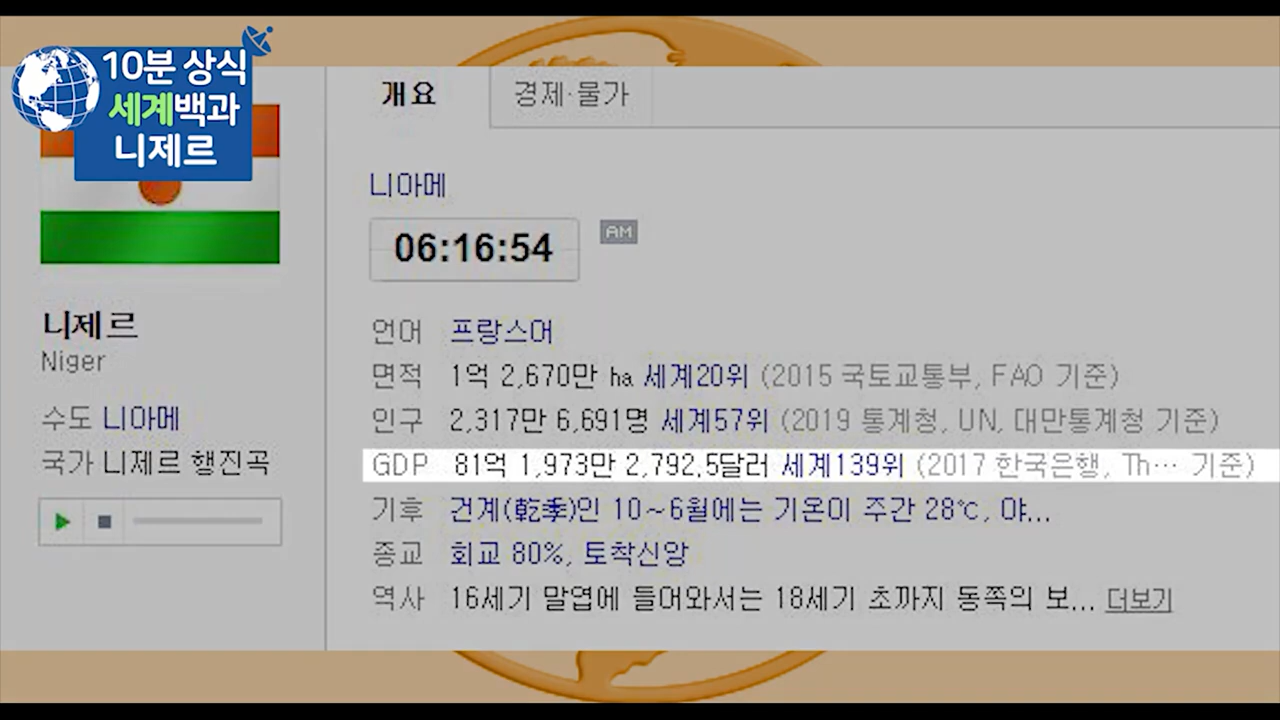 10분 상식
세계백과
니제르
니제르
Niger
수도 니아메
국가 니제르 행진곡
개요
경제·물가
니아메
06:16:54 AM
언어 프랑스어
면적 1억 2,670만 ha 세계20위 (2015 국토교통부, FAO 기준)
인구 2,317만 6,691명 세계57위 (2019 통계청, UN, 대만통계청 기준)
GDP 81억 1,973만 2,792.5달러 세계139위 (2017 한국은행, Th… 기준)
기후 건계(乾季)인 10～6월에는 기온이 주간 28℃, 야...
종교 회교 80%, 토착신앙
역사 16세기 말엽에 들어와서는 18세기 초까지 동쪽의 보... 더보기